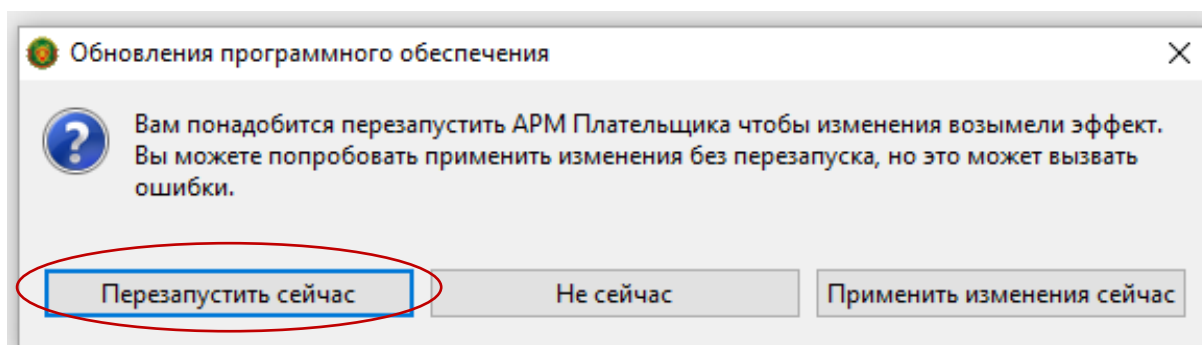 Обновления программного обеспечения
Вам понадобится перезапустить АРМ Плательщика чтобы изменения возымели эффект.
Вы можете попробовать применить изменения без перезапуска, но это может вызвать
ошибки.
Перезапустить сейчас
Не сейчас
Применить изменения сейчас